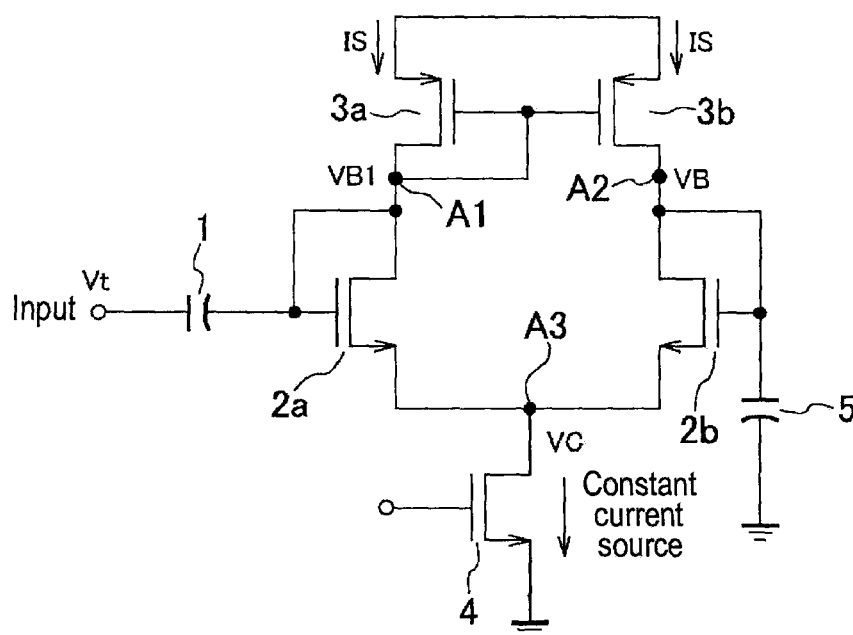 IS
IS
3a
3b
VB1
A1
A2
VB
1
Vt
Input
2a
A3
2b
5
VC
Constant
current
source
4